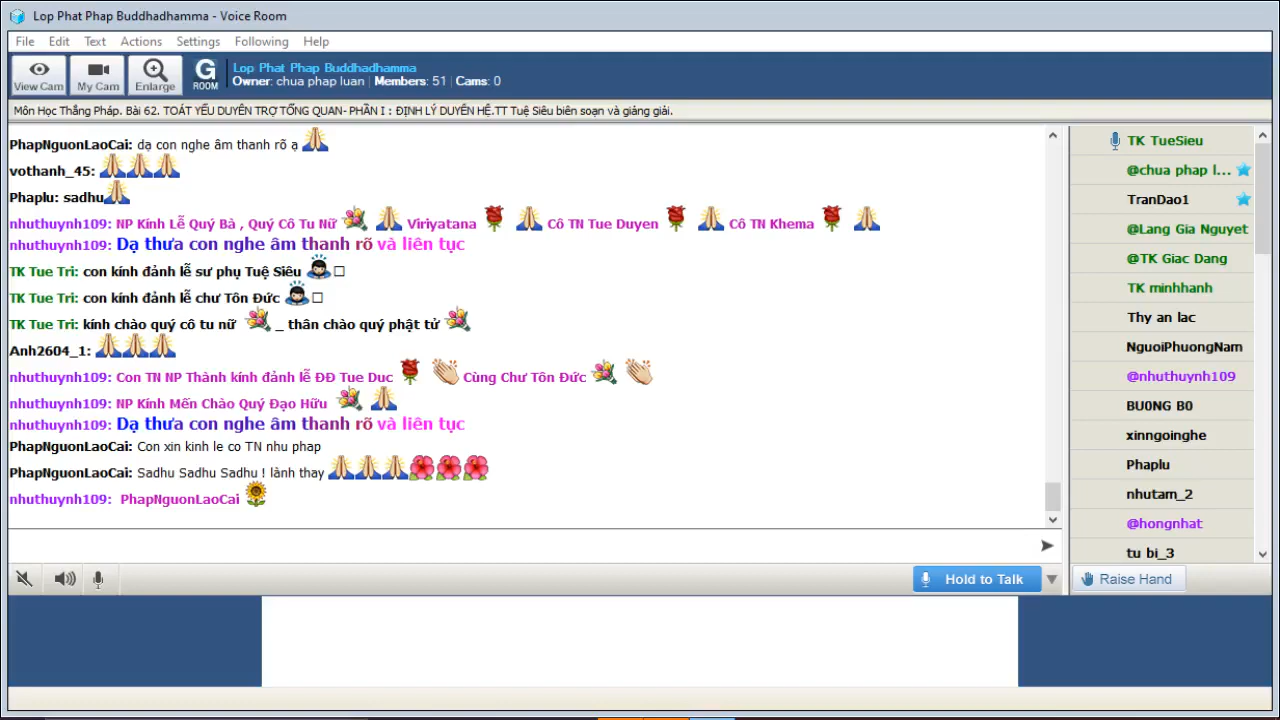 Lop Phat Phap Buddhadhamma - Voice Room
File Edit Text Actions Settings Following Help
View Cam My Cam Enlarge G ROOM
Lop Phat Phap Buddhadhamma
Owner: chua phap luan | Members: 51 | Cams: 0
Môn Học Thắng Pháp. Bài 62. TOÁT YẾU DUYÊN TRỢ TỔNG QUAN- PHẦN I : ĐỊNH LÝ DUYÊN HỆ.TT Tuệ Siêu biên soạn và giảng giải.
PhapNguonLaoCai: dạ con nghe âm thanh rõ ạ 🙏
vothanh_45: 🙏🙏🙏
Phaplu: sadhu🙏
nhuthuynh109: NP Kính Lễ Quý Bà , Quý Cô Tu Nữ 💐 🙏 Viriyatana 🌹 🙏 Cô TN Tue Duyen 🌹 🙏 Cô TN Khema 🌹 🙏
nhuthuynh109: Dạ thưa con nghe âm thanh rõ và liên tục
TK Tue Tri: con kính đảnh lễ sư phụ Tuệ Siêu 🙇□
TK Tue Tri: con kính đảnh lễ chư Tôn Đức 🙇□
TK Tue Tri: kính chào quý cô tu nữ 💐 _ thân chào quý phật tử 💐
Anh2604_1: 🙏🙏🙏
nhuthuynh109: Con TN NP Thành kính đảnh lễ ĐĐ Tue Duc 🌹 👏 Cùng Chư Tôn Đức 💐 👏
nhuthuynh109: NP Kính Mến Chào Quý Đạo Hữu 💐 🙏
nhuthuynh109: Dạ thưa con nghe âm thanh rõ và liên tục
PhapNguonLaoCai: Con xin kinh le co TN nhu phap
PhapNguonLaoCai: Sadhu Sadhu Sadhu ! lành thay 🙏🙏🙏🌺🌺🌺
nhuthuynh109: PhapNguonLaoCai 🌻
Hold to Talk
TK TueSieu
@chua phap l...
TranDao1
@Lang Gia Nguyet
@TK Giac Dang
TK minhhanh
Thy an lac
NguoiPhuongNam
@nhuthuynh109
BU0NG B0
xinngoinghe
Phaplu
nhutam_2
@hongnhat
tu bi_3
Raise Hand